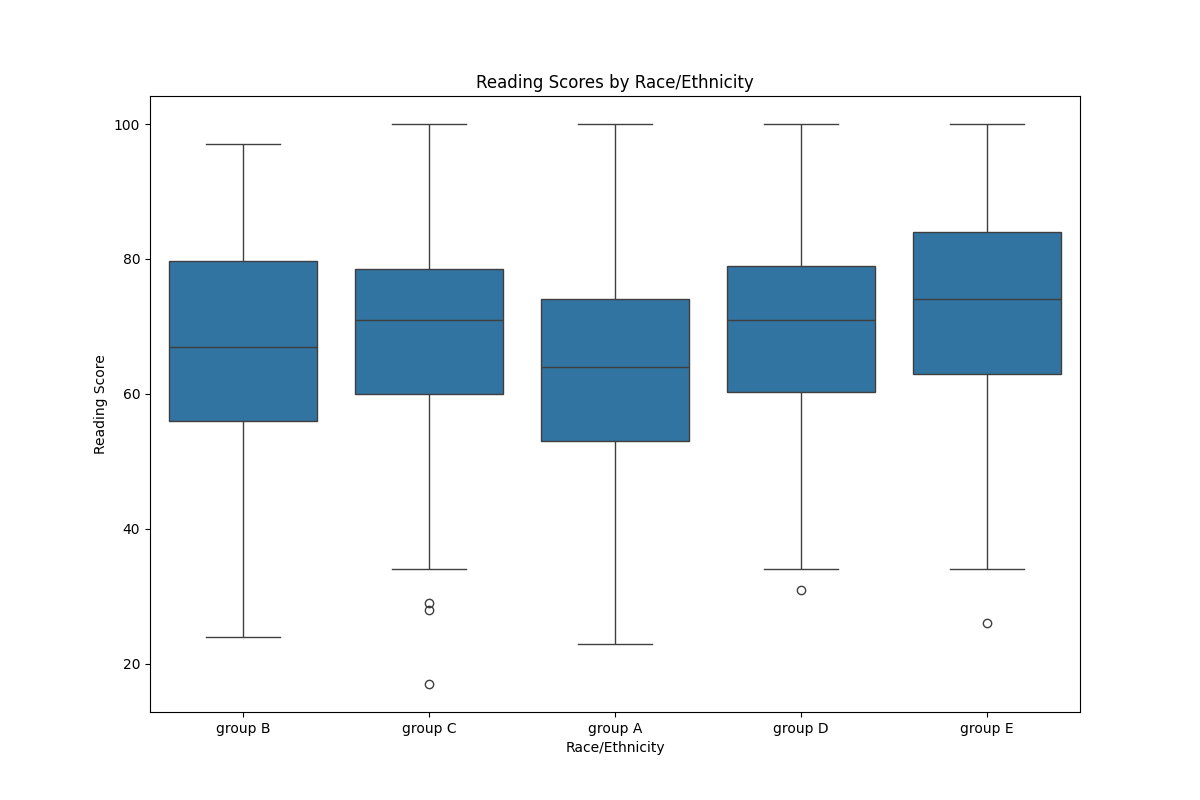 Reading Scores by Race/Ethnicity
100
80
60
40
20
Reading Score
group B group C group A group D group E
Race/Ethnicity